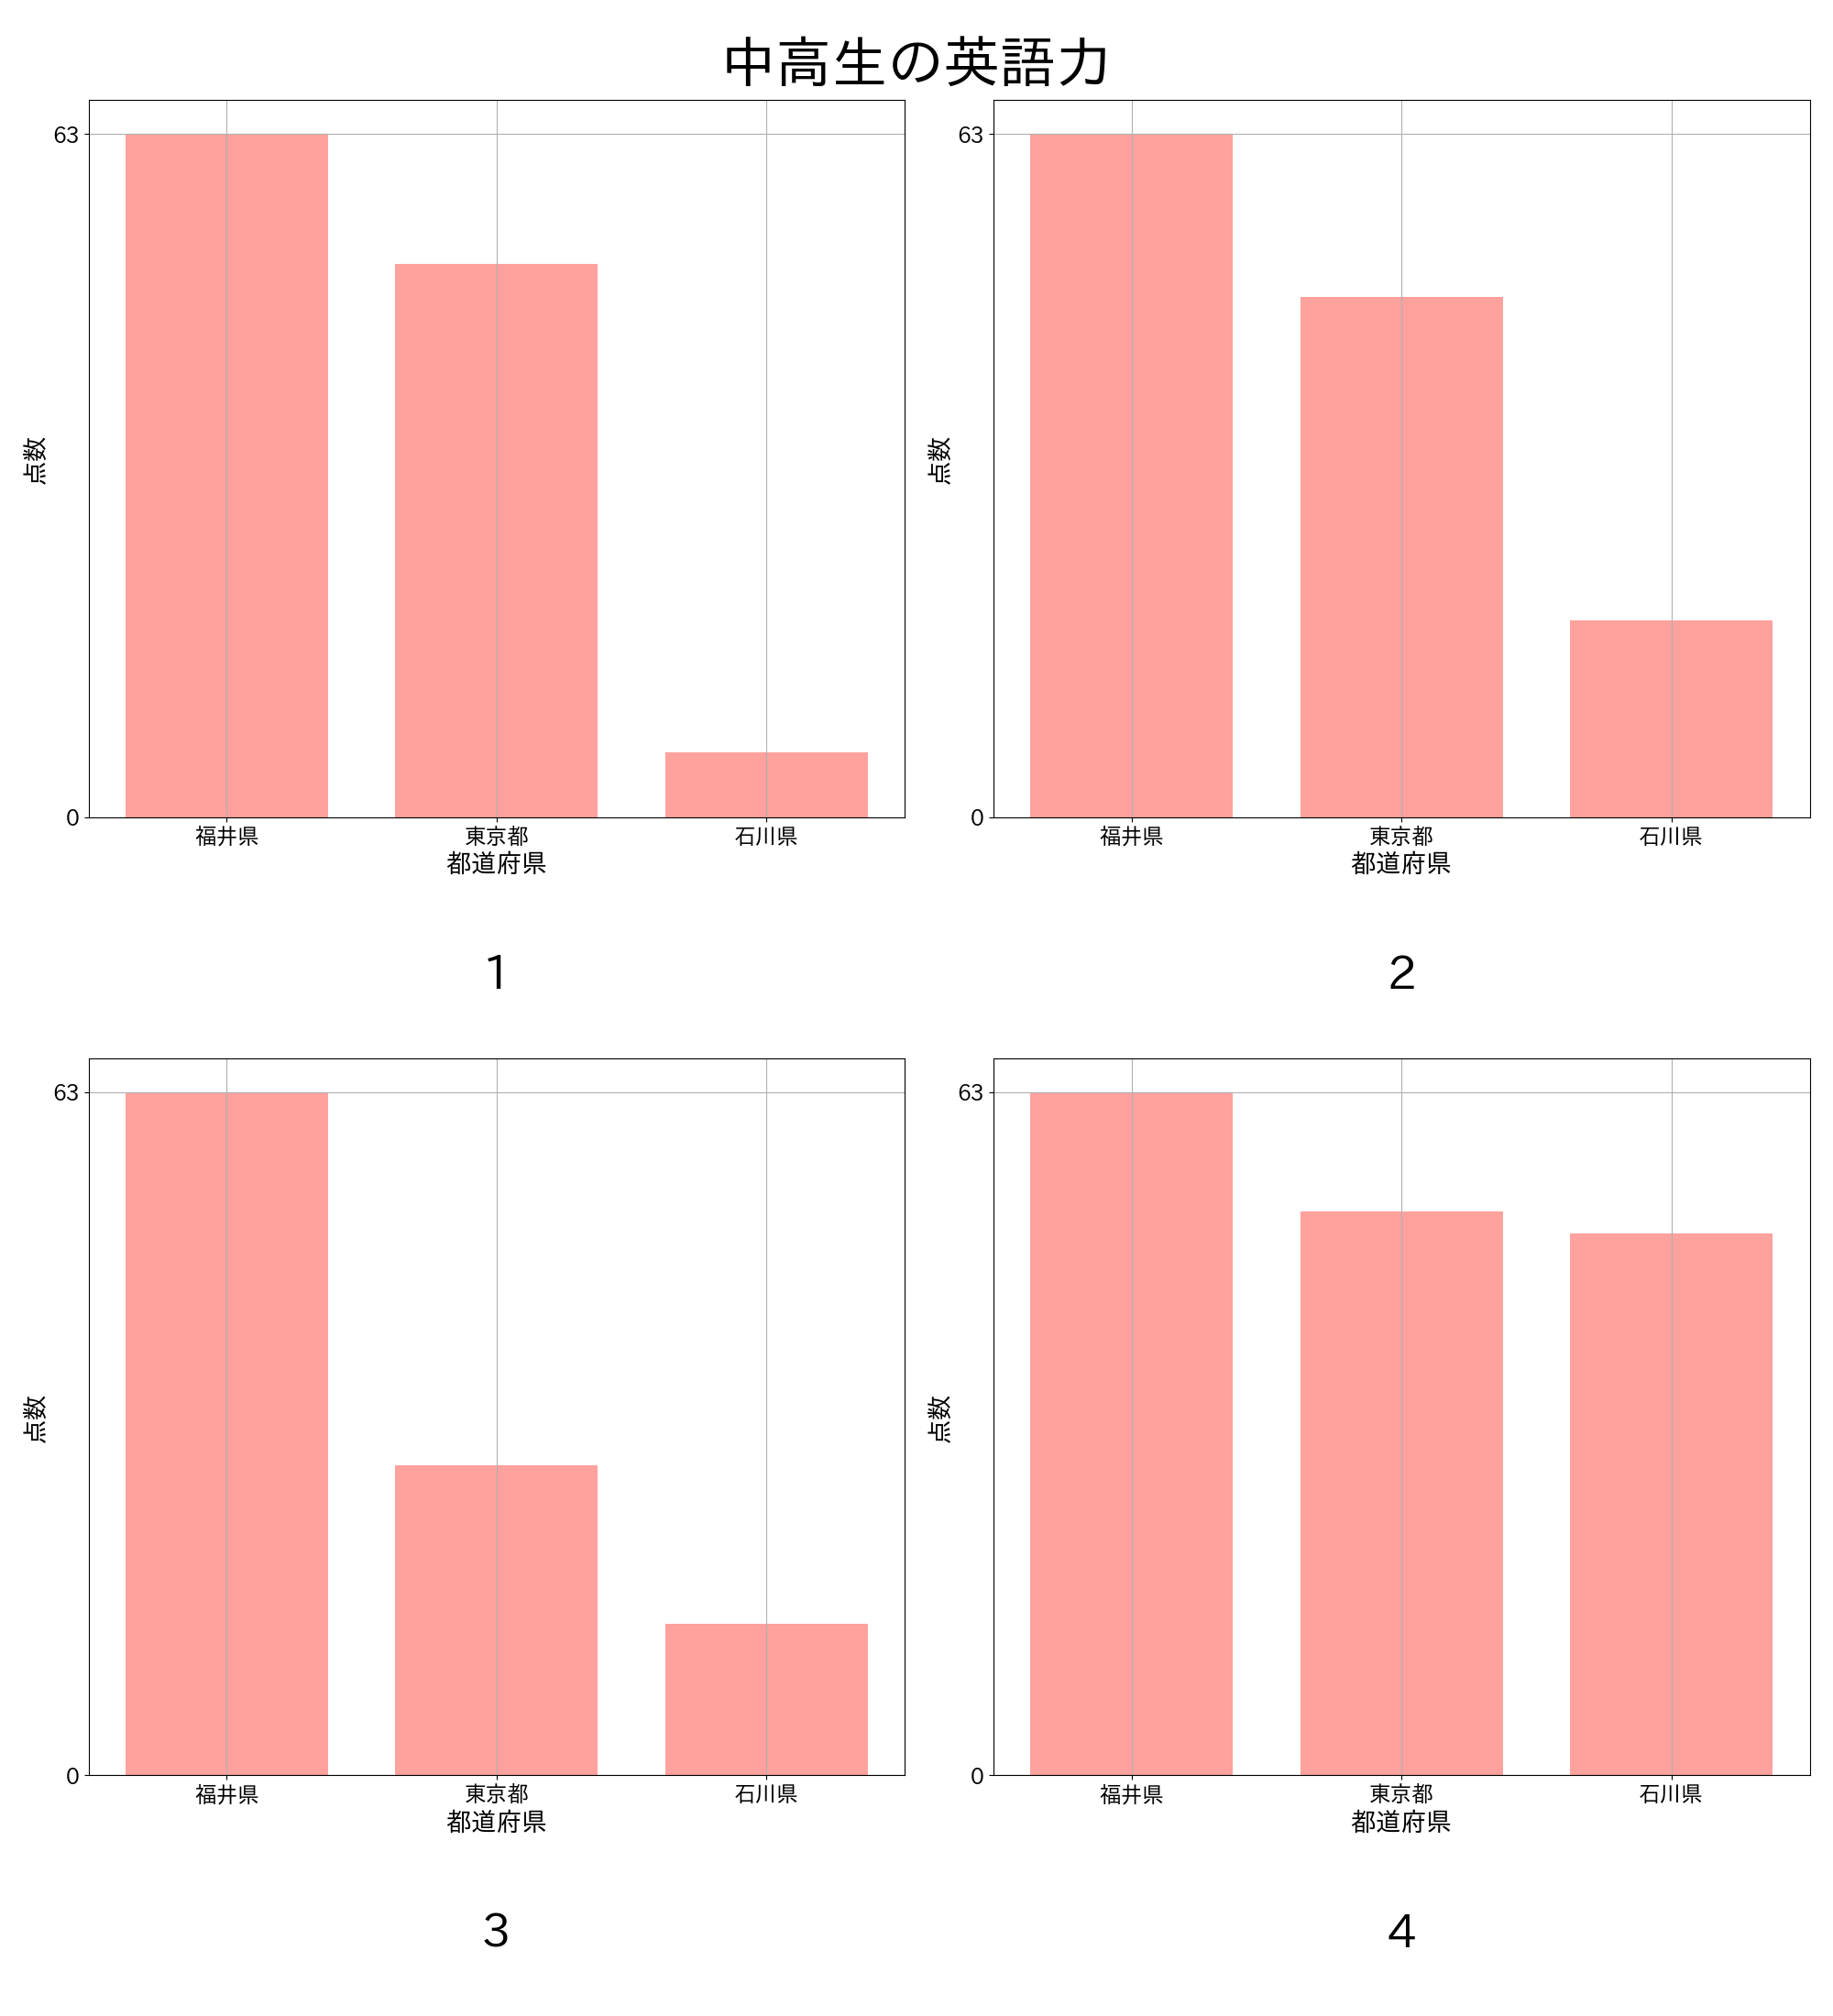 中高生の英語力
63
0
点数
福井県 東京都 石川県
都道府県
1
63
0
点数
福井県 東京都 石川県
都道府県
2
63
0
点数
福井県 東京都 石川県
都道府県
3
63
0
点数
福井県 東京都 石川県
都道府県
4